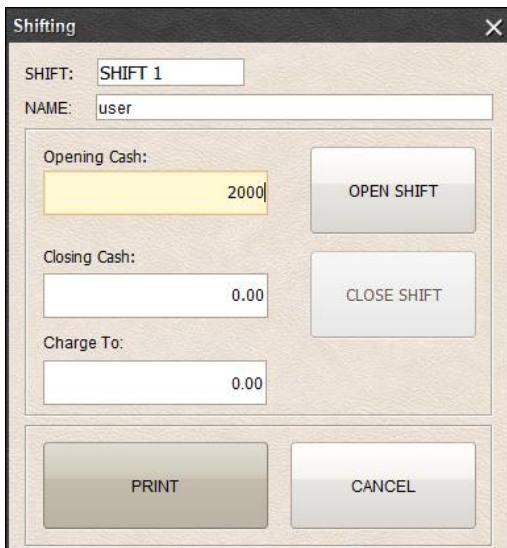 Shifting
SHIFT: SHIFT 1
NAME: user
Opening Cash:
2000
OPEN SHIFT
Closing Cash:
0.00
CLOSE SHIFT
Charge To:
0.00
PRINT
CANCEL